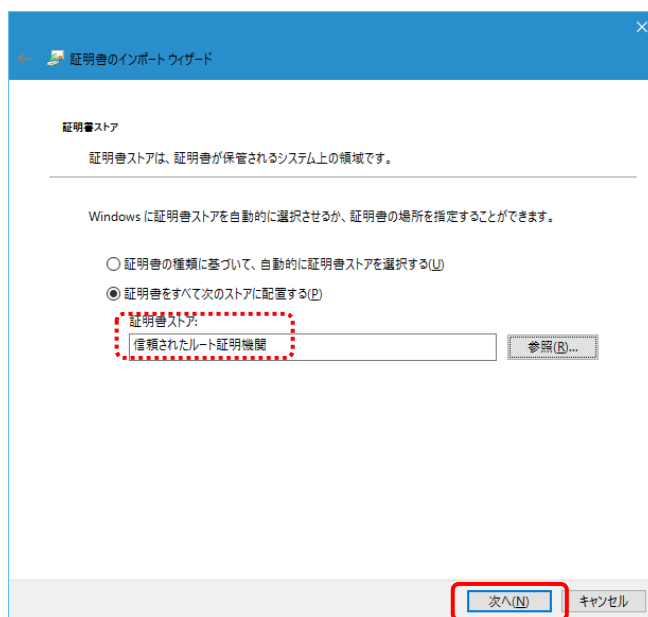 証明書のインポート ウィザード
証明書ストア
証明書ストアは、証明書が保管されるシステム上の領域です。
Windows に証明書ストアを自動的に選択させるか、証明書の場所を指定することができます。
証明書の種類に基づいて、自動的に証明書ストアを選択する(U)
証明書をすべて次のストアに配置する(P)
証明書ストア:
信頼されたルート証明機関
参照(R)...
次へ(N)
キャンセル